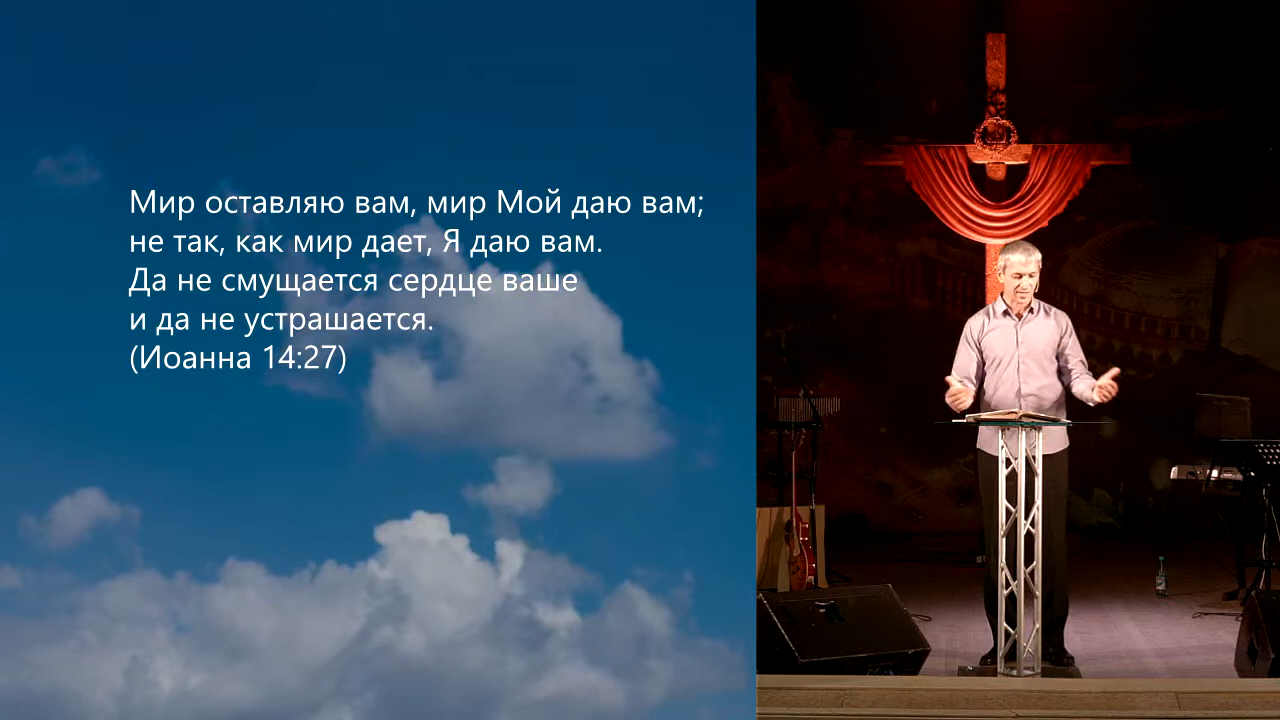 Мир оставляю вам, мир Мой даю вам;
не так, как мир дает, Я даю вам.
Да не смущается сердце ваше
и да не устрашается.
(Иоанна 14:27)